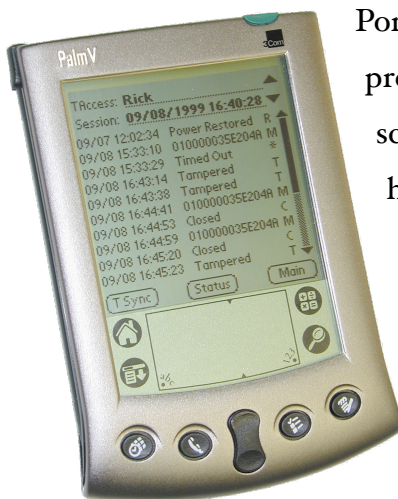 Por
pro
PalmV
3Com
TAccess: Rick
Session: 09/08/1999 16:40:28
09/07 12:02:34 Power Restored R
09/08 15:33:10 010000035E204A M
09/08 15:33:29 Timed Out *
09/08 16:43:14 Tampered T
09/08 16:43:38 Tampered T
09/08 16:44:41 010000035E204A M
09/08 16:44:53 Closed C
09/08 16:44:59 010000035E204A M
09/08 16:45:20 Closed C
09/08 16:45:23 Tampered T
T Sync Status Main